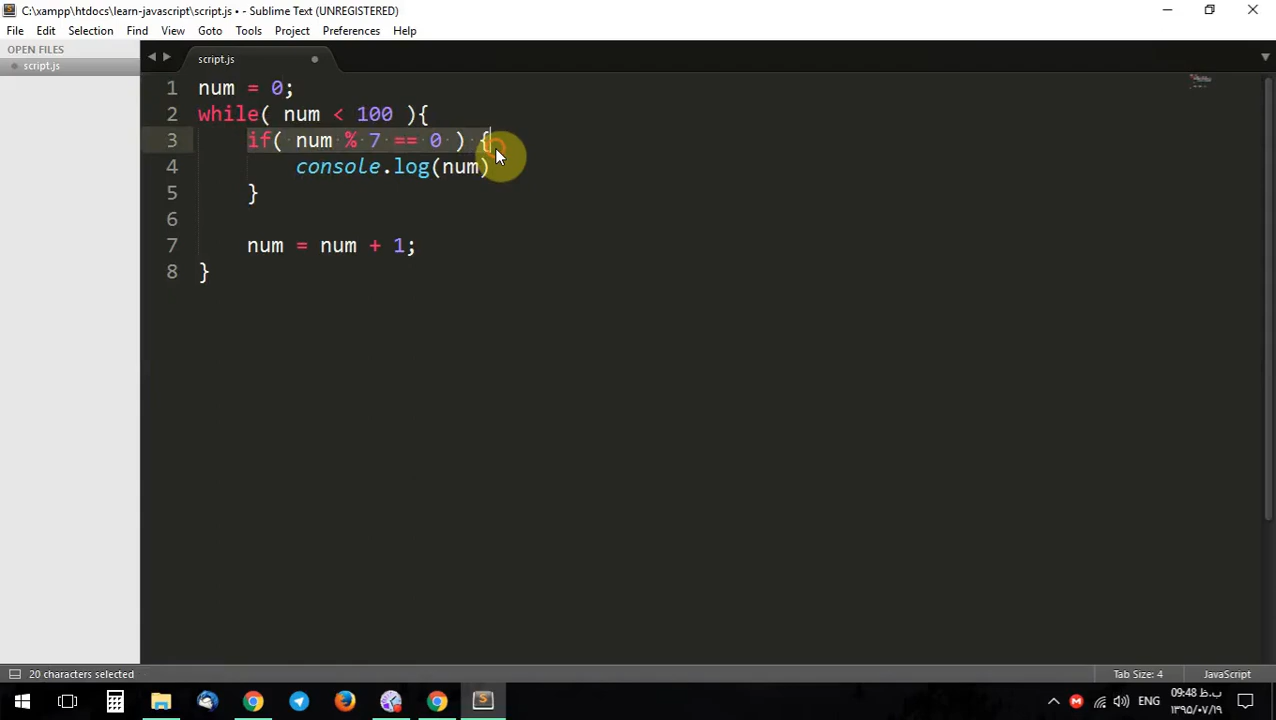 C:\xampp\htdocs\learn-javascript\script.js • - Sublime Text (UNREGISTERED)
File Edit Selection Find View Goto Tools Project Preferences Help
OPEN FILES
script.js
script.js
1 num = 0;
2 while( num < 100 ){
3 if( num % 7 == 0 ) {
4 console.log(num)
5 }
6
7 num = num + 1;
8 }
20 characters selected
Tab Size: 4
JavaScript
ENG
09:48 ب.ظ
۱۳۹۵/۰۷/۱۹